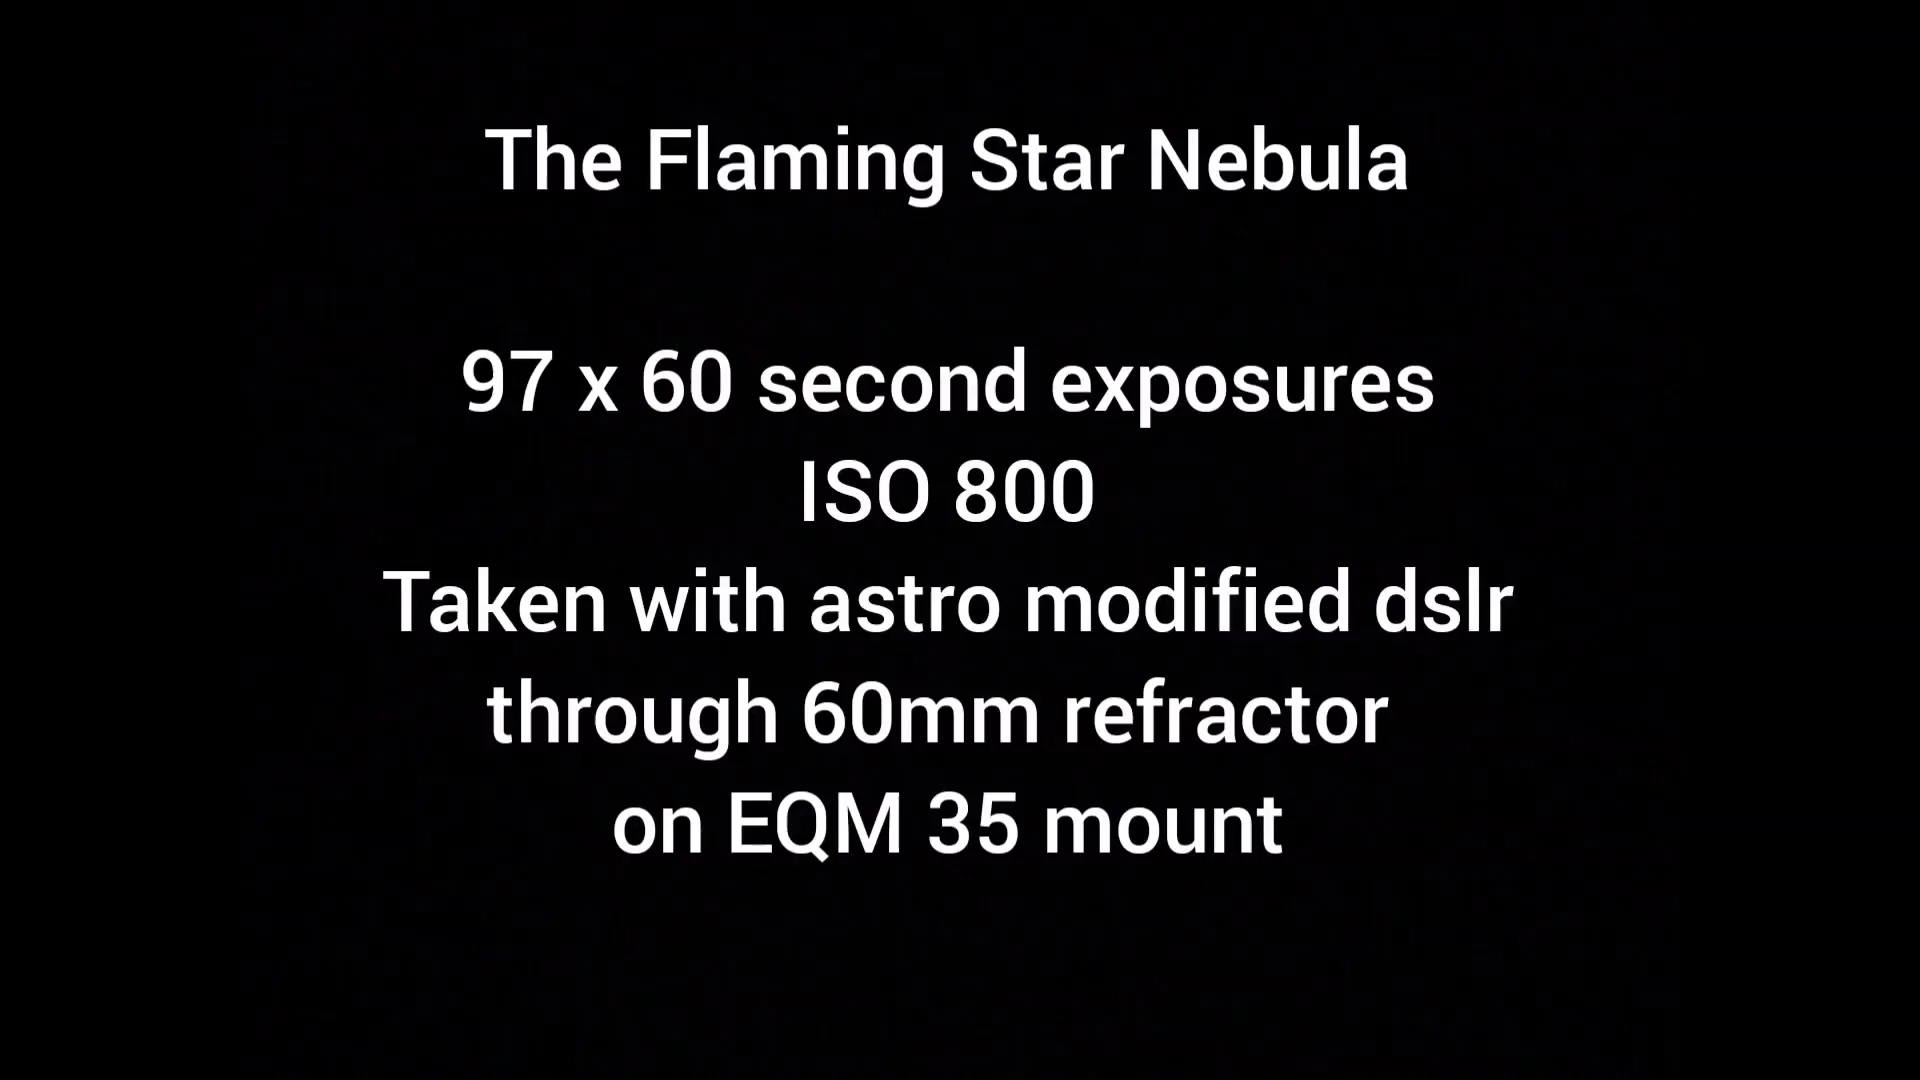 The Flaming Star Nebula
97 x 60 second exposures
ISO 800
Taken with astro modified dslr
through 60mm refractor
on EQM 35 mount